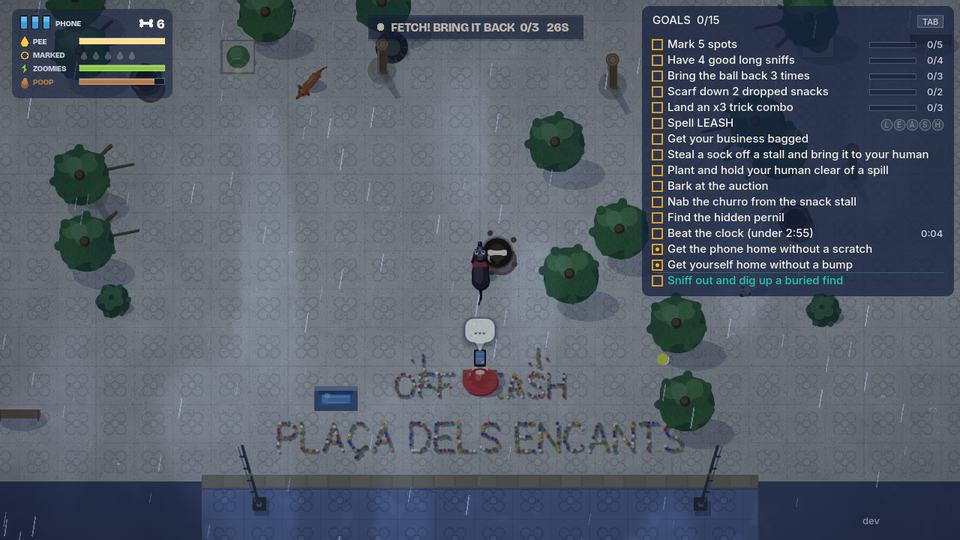 PHONE 6
PEE
MARKED
ZOOMIES
POOP
FETCH! BRING IT BACK 0/3 26S
GOALS 0/15 TAB
Mark 5 spots 0/5
Have 4 good long sniffs 0/4
Bring the ball back 3 times 0/3
Scarf down 2 dropped snacks 0/2
Land an x3 trick combo 0/3
Spell LEASH L E A S H
Get your business bagged
Steal a sock off a stall and bring it to your human
Plant and hold your human clear of a spill
Bark at the auction
Nab the churro from the snack stall
Find the hidden pernil
Beat the clock (under 2:55) 0:04
Get the phone home without a scratch
Get yourself home without a bump
Sniff out and dig up a buried find
...
OFF
PLAÇA DELS ENCANTS
dev